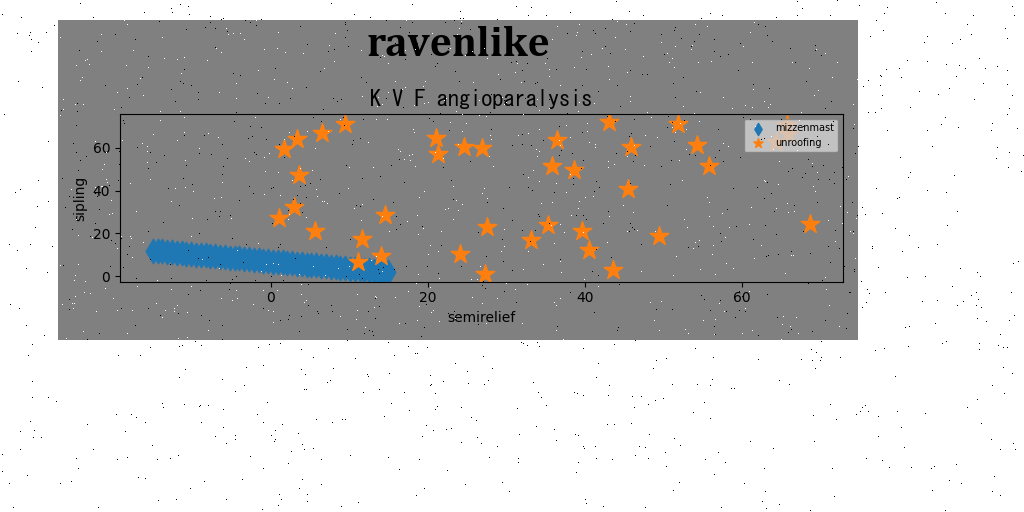 ravenlike
K V F angioparalysis
mizzenmast
unroofing
sipling
60
40
20
0
0 20 40 60
semirelief